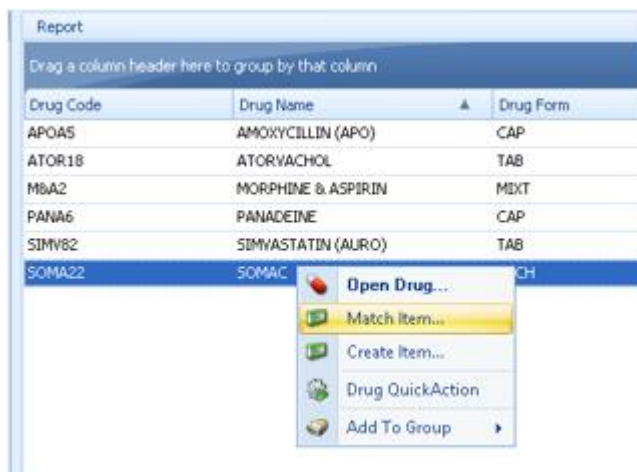 Report
Drag a column header here to group by that column
Drug Code Drug Name Drug Form
APOA5 AMOXYCILLIN (APO) CAP
ATOR18 ATORVACHOL TAB
M&A2 MORPHINE & ASPIRIN MIXT
PANA6 PANADEINE CAP
SIMV82 SIMVASTATIN (AURO) TAB
SOMA22 SOMAC CH
Open Drug...
Match Item...
Create Item...
Drug QuickAction
Add To Group